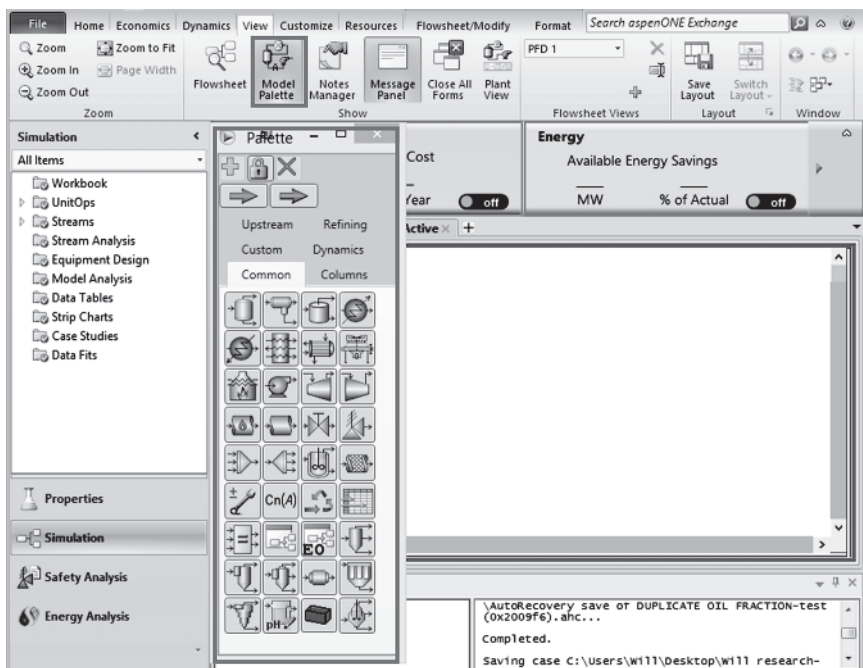 File Home Economics Dynamics View Customize Resources Flowsheet/Modify Format Search aspenONE Exchange
Zoom
Zoom In
Zoom Out
Zoom to Fit
Page Width
Zoom
Flowsheet
Model Palette
Notes Manager
Message Panel
Close All Forms
Plant View
Show
PFD 1
Flowsheet Views
Save Layout
Switch Layout
Layout
Window
Simulation
All Items
Workbook
UnitOps
Streams
Stream Analysis
Equipment Design
Model Analysis
Data Tables
Strip Charts
Case Studies
Data Fits
Properties
Simulation
Safety Analysis
Energy Analysis
Palette
Upstream Refining
Custom Dynamics
Common Columns
Cn(A)
EO
pH
Cost
Year off
Energy
Available Energy Savings
MW % of Actual off
Active
\AutoRecovery save of DUPLICATE OIL FRACTION-test
(0x2009f6).ahc...
Completed.
Saving case C:\Users\Will\Desktop\Will research-